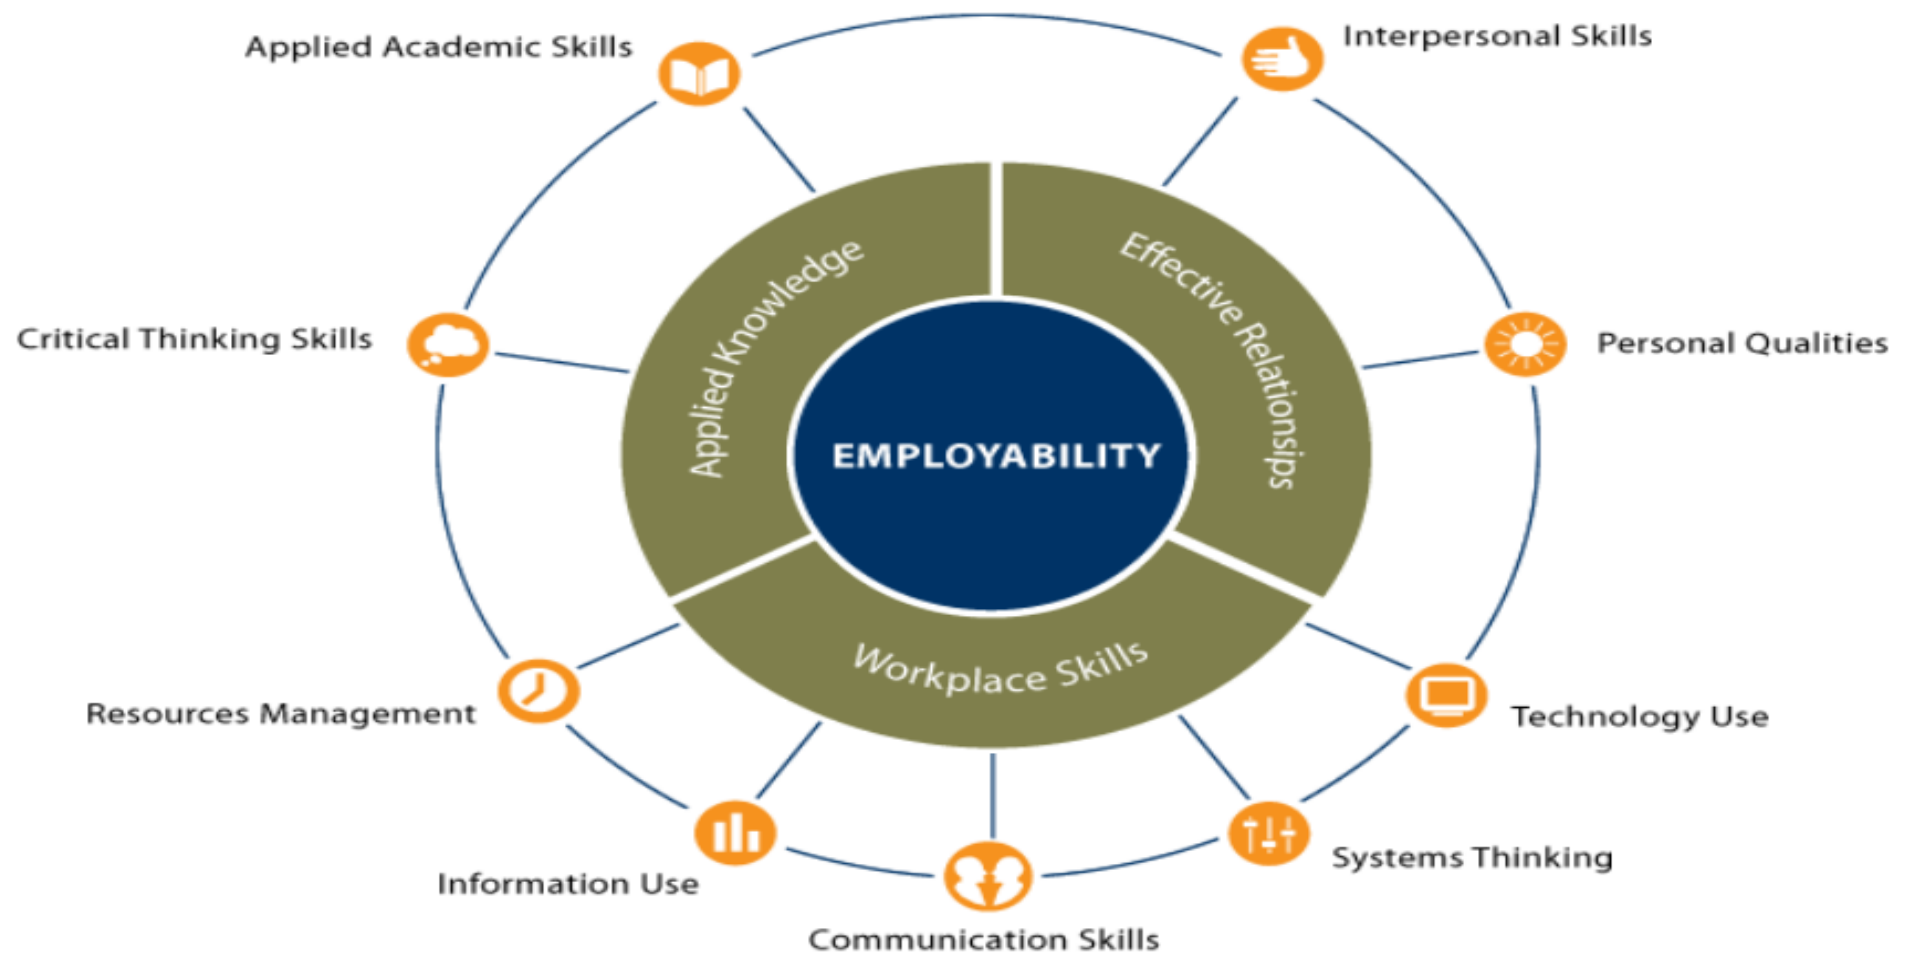 Applied Academic Skills
Interpersonal Skills
Critical Thinking Skills
Applied Knowledge
Effective Relationsips
Personal Qualities
EMPLOYABILITY
Workplace Skills
Resources Management
Technology Use
Information Use
Systems Thinking
Communication Skills